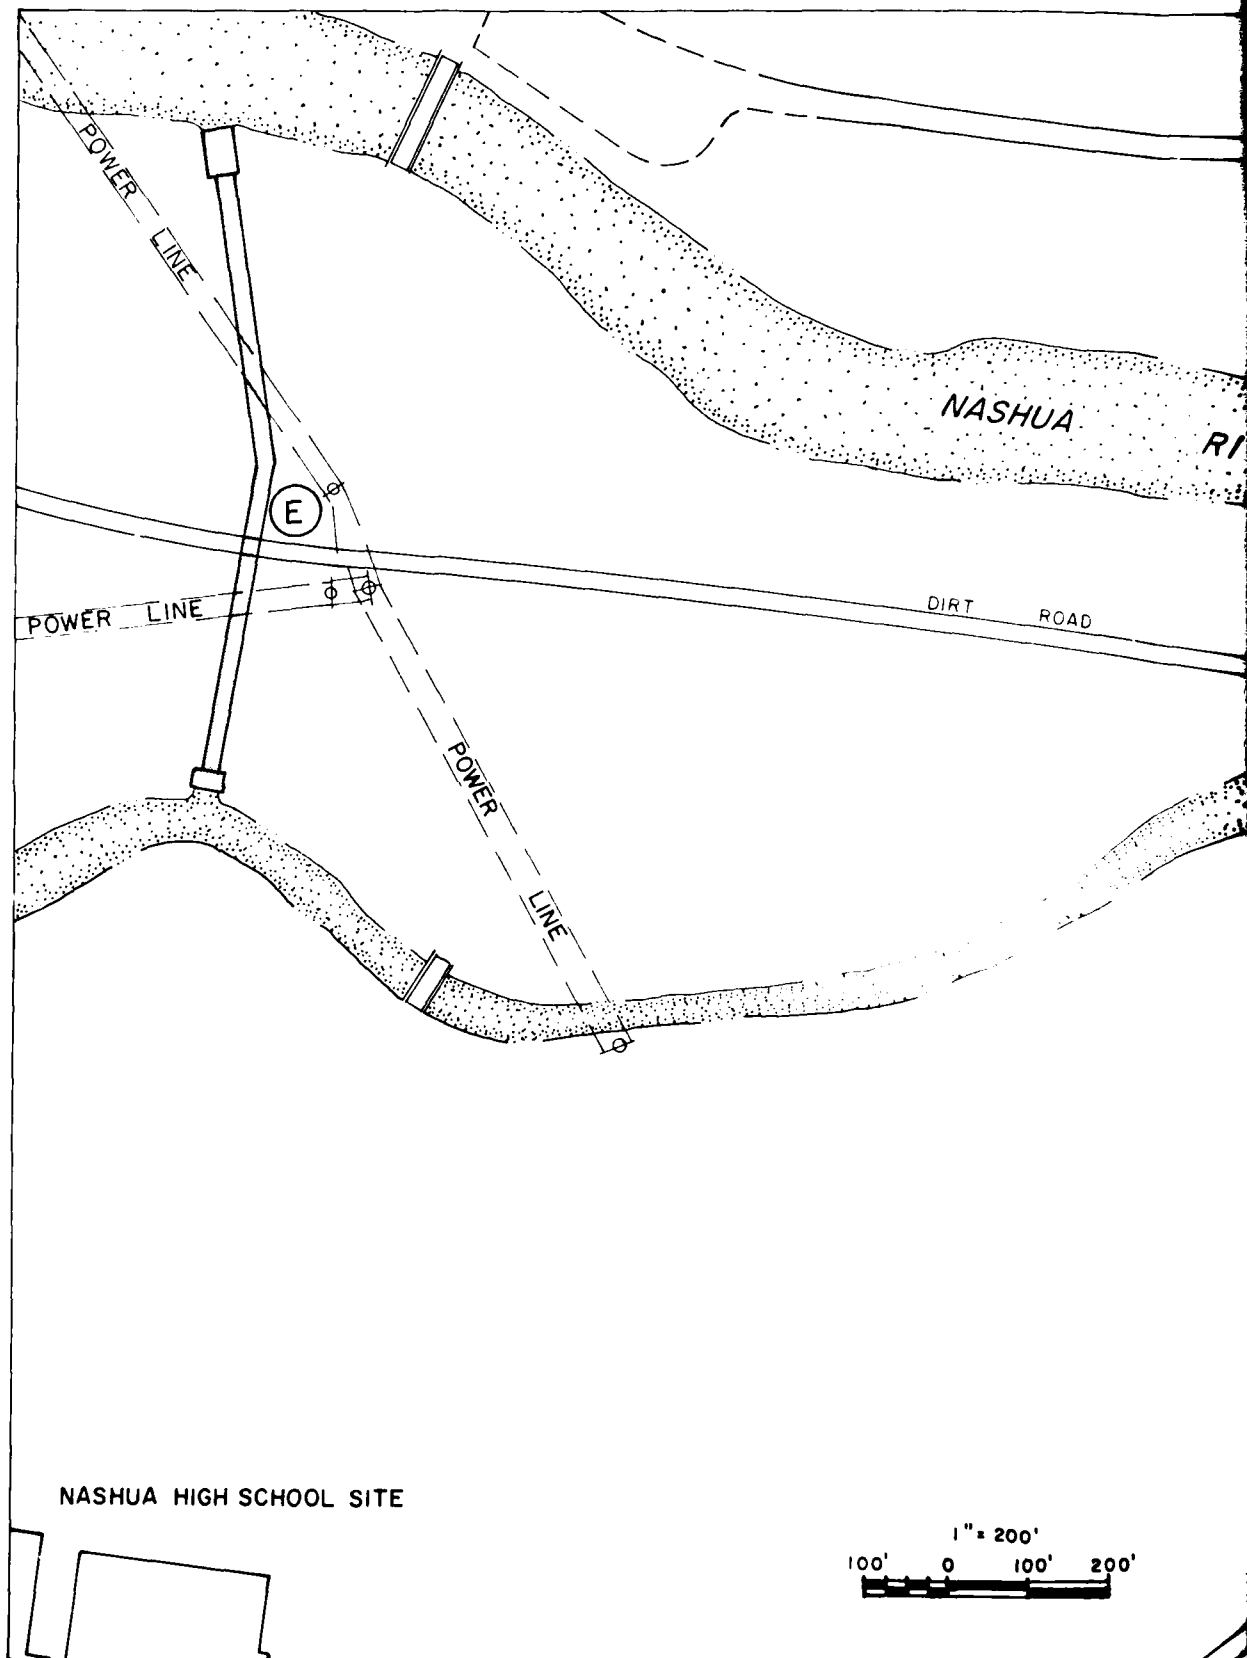 POWER
LINE
NASHUA
RI
E
DIRT ROAD
POWER LINE
POWER
LINE
NASHUA HIGH SCHOOL SITE
1" = 200'
100' 0 100' 200'